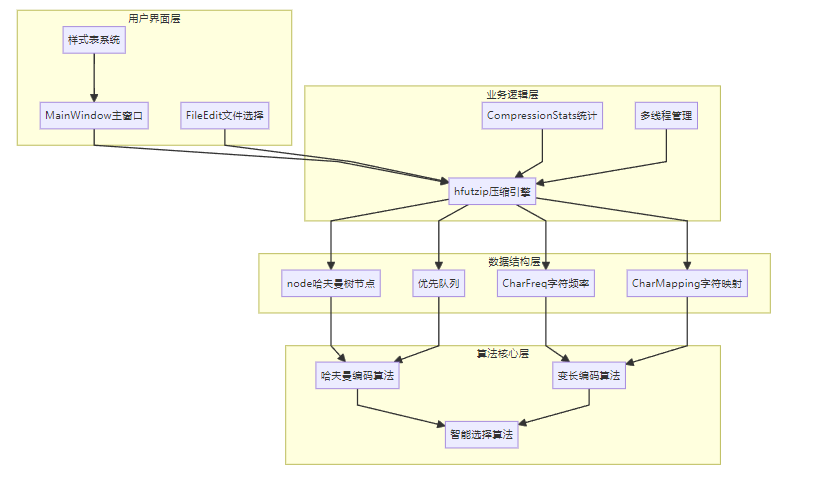 用户界面层
样式表系统
MainWindow主窗口
FileEdit文件选择
业务逻辑层
CompressionStats统计
多线程管理
hfutzip压缩引擎
数据结构层
node哈夫曼树节点
优先队列
CharFreq字符频率
CharMapping字符映射
算法核心层
哈夫曼编码算法
变长编码算法
智能选择算法